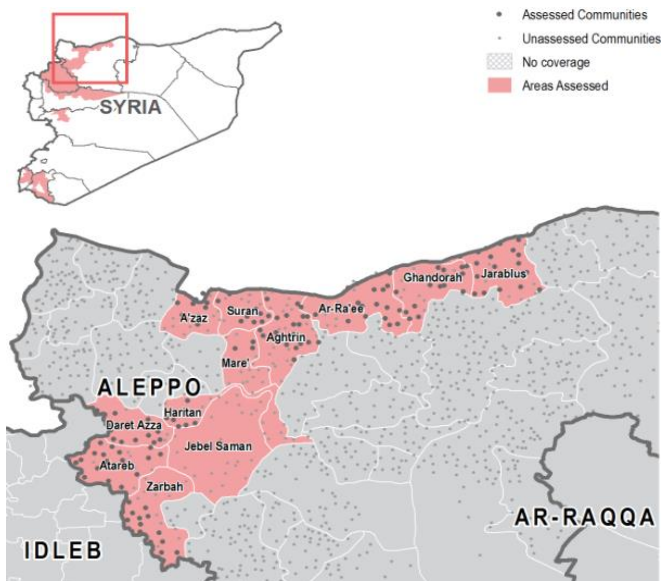 Assessed Communities
Unassessed Communities
No coverage
Areas Assessed
SYRIA
Ghandorah
Jarablus
A'zaz
Suran
Ar-Ra'ee
Aghtrin
Mare'
ALEPPO
Haritan
Daret Azza
Jebel Saman
Atareb
Zarbah
AR-RAQQA
IDLEB